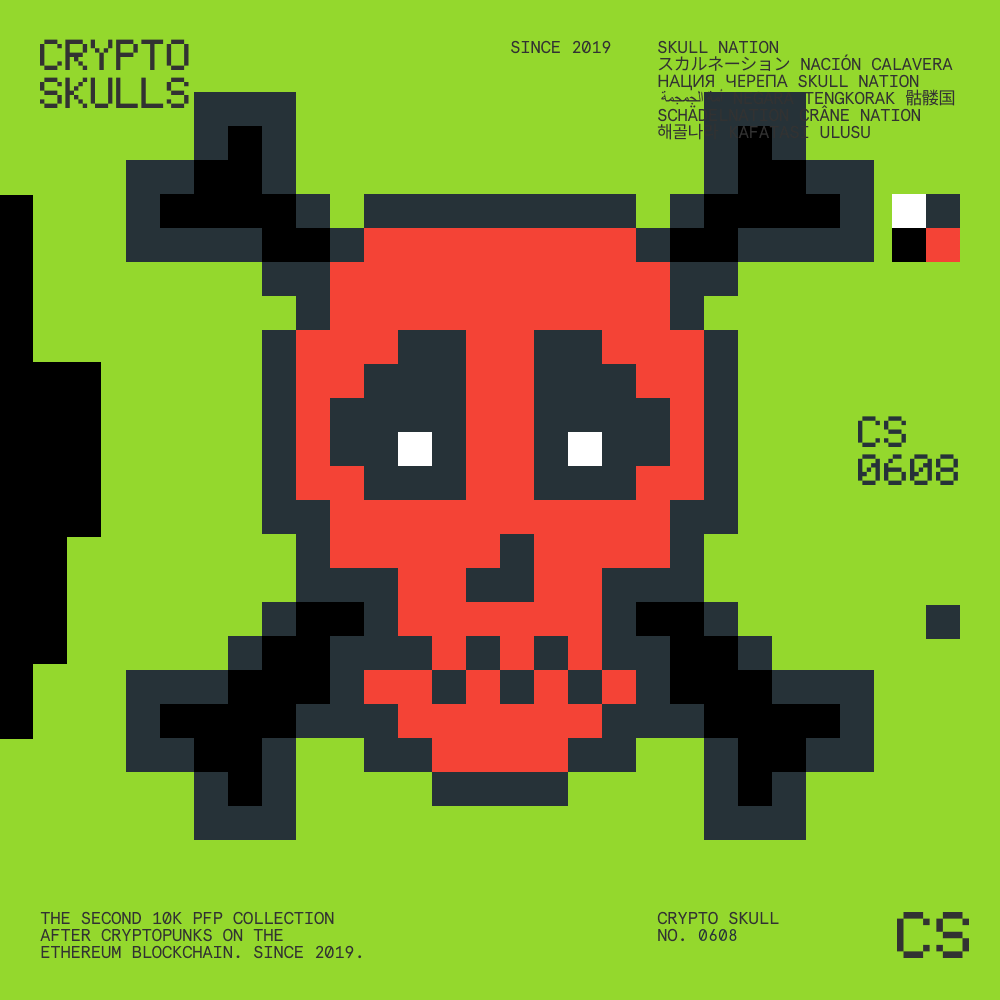 CRYPTO
SKULLS
SINCE 2019
SKULL NATION
スカルネーション NACIÓN CALAVERA
НАЦИЯ ЧЕРЕПА SKULL NATION
الجمجمة TENGKORAK 骷髅国
CRÂNE NATION
해골나 ULUSU
CS
0608
THE SECOND 10K PFP COLLECTION
AFTER CRYPTOPUNKS ON THE
ETHEREUM BLOCKCHAIN. SINCE 2019.
CRYPTO SKULL
NO. 0608
CS